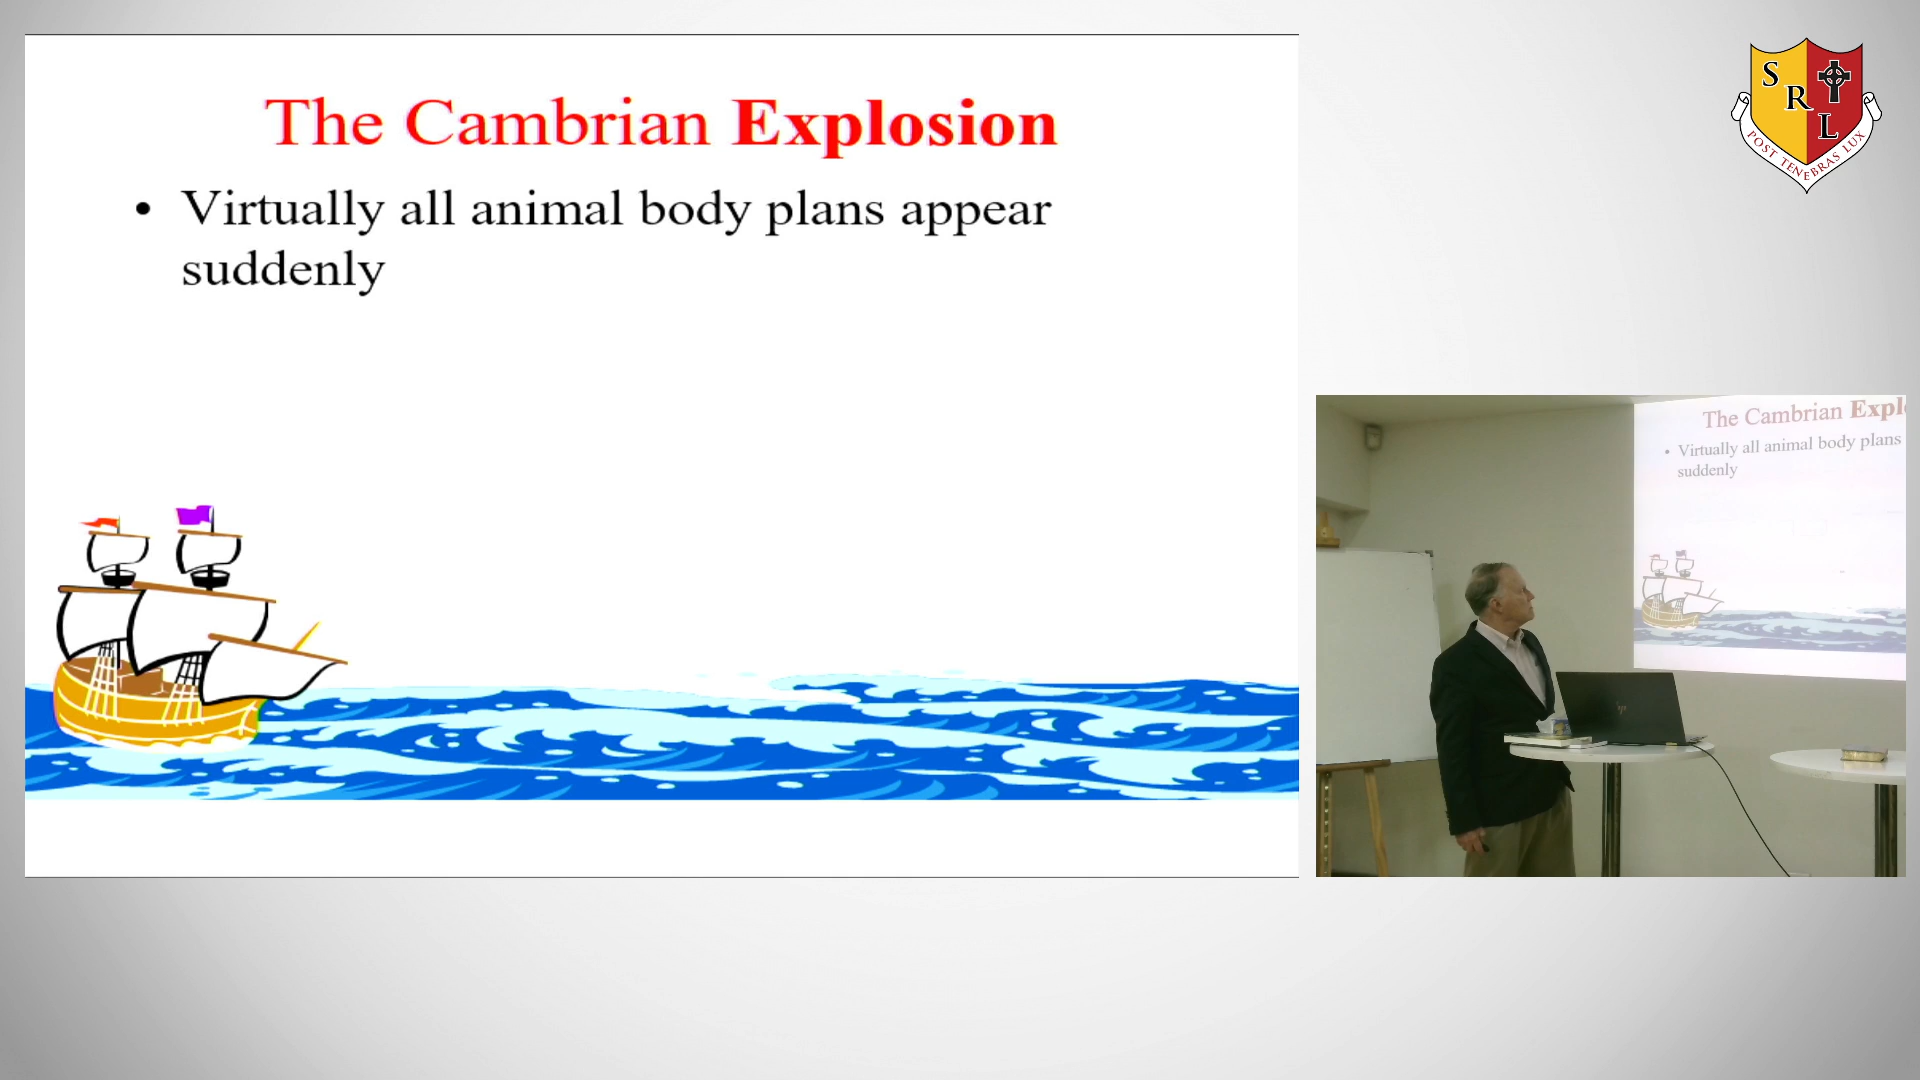 The Cambrian Explosion
• Virtually all animal body plans appear
suddenly
S
R
L
POST TENEBRAS LUX
The Cambrian Expl
• Virtually all animal body plans
suddenly
hp